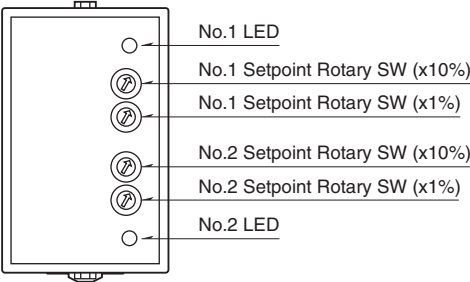 No.1 LED
No.1 Setpoint Rotary SW (x10%)
No.1 Setpoint Rotary SW (x1%)
No.2 Setpoint Rotary SW (x10%)
No.2 Setpoint Rotary SW (x1%)
No.2 LED